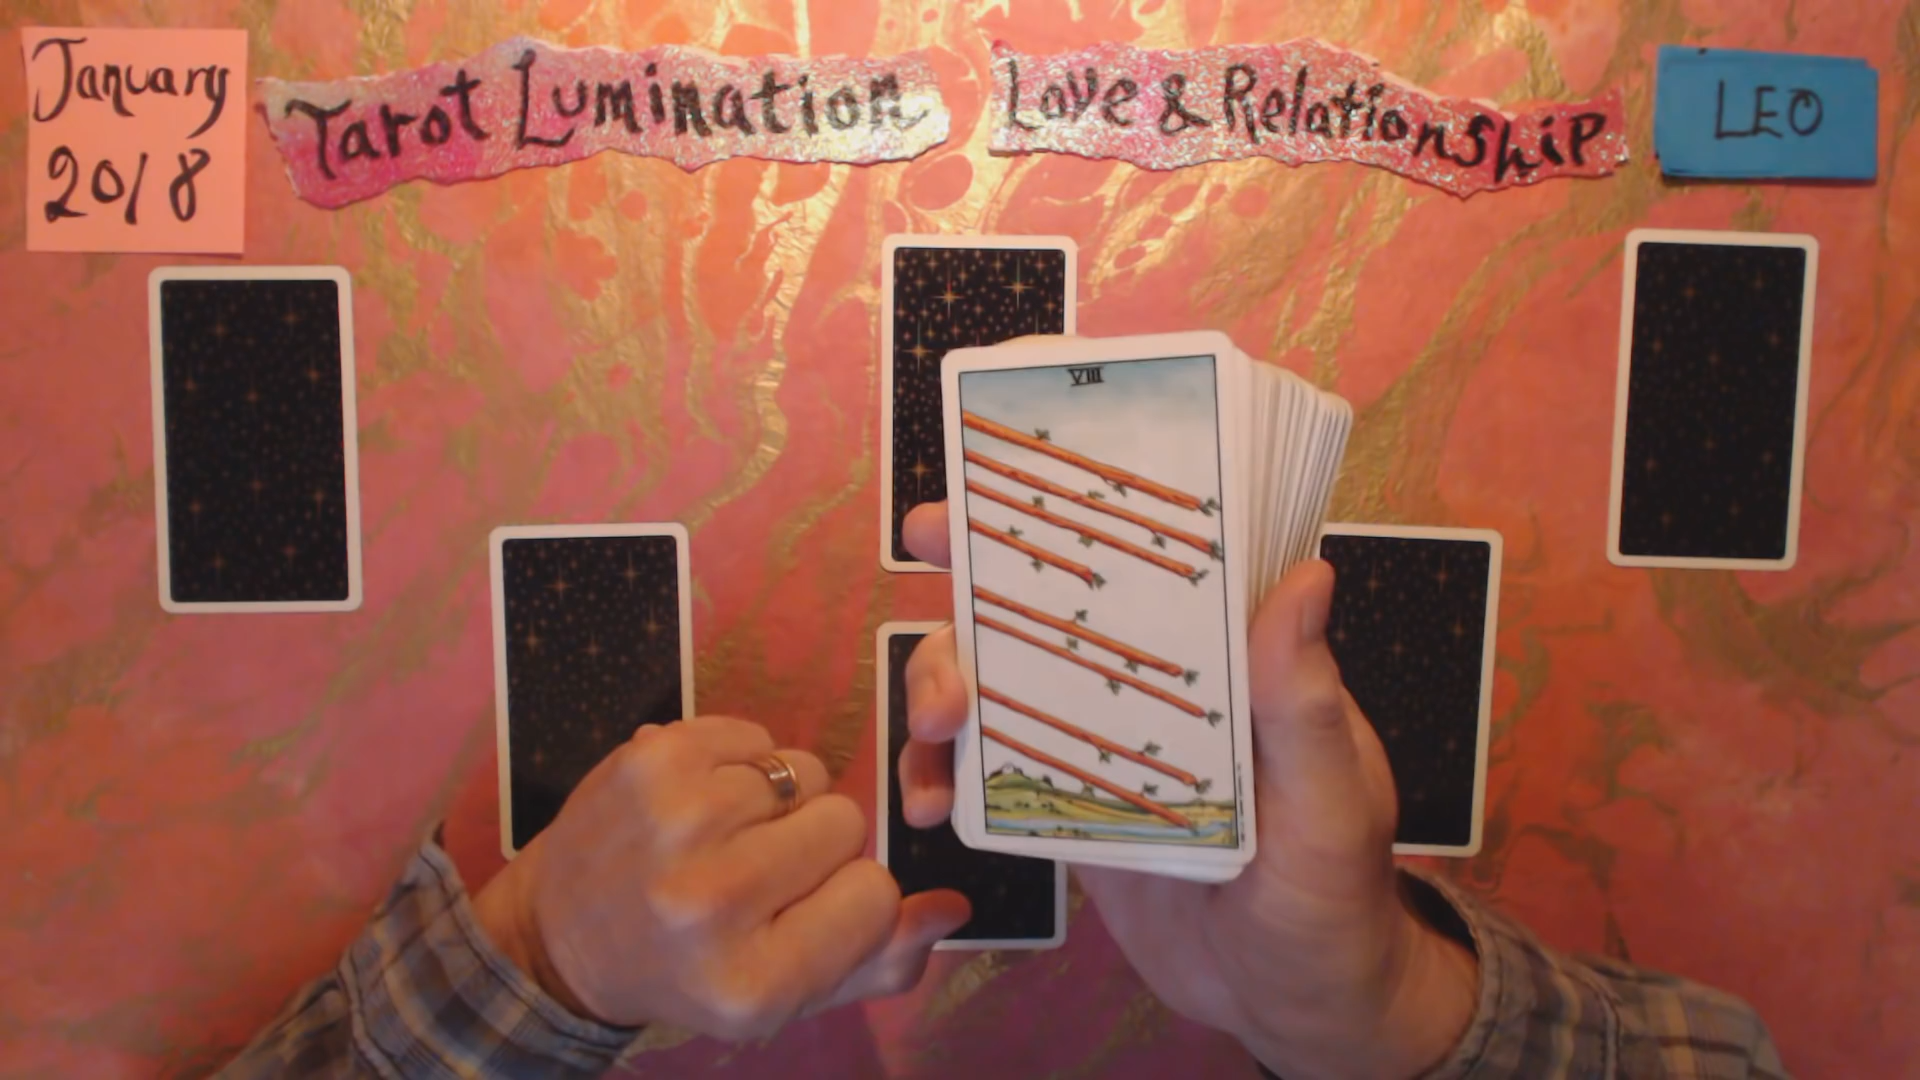 January
2018
Tarot Lumination
Love & Relationship
LEO
VIII